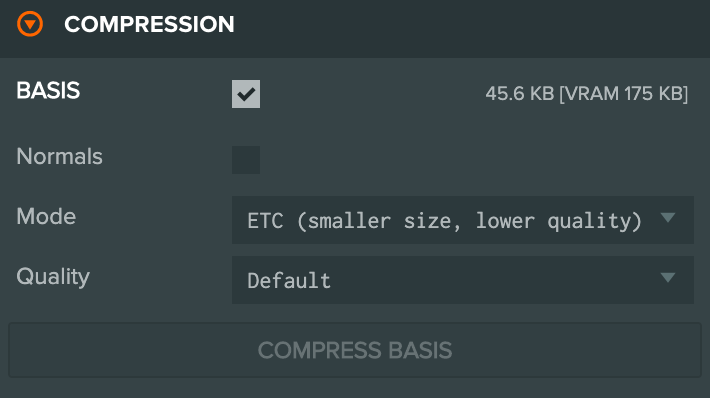 COMPRESSION
BASIS 45.6 KB [VRAM 175 KB]
Normals
Mode ETC (smaller size, lower quality)
Quality Default
COMPRESS BASIS